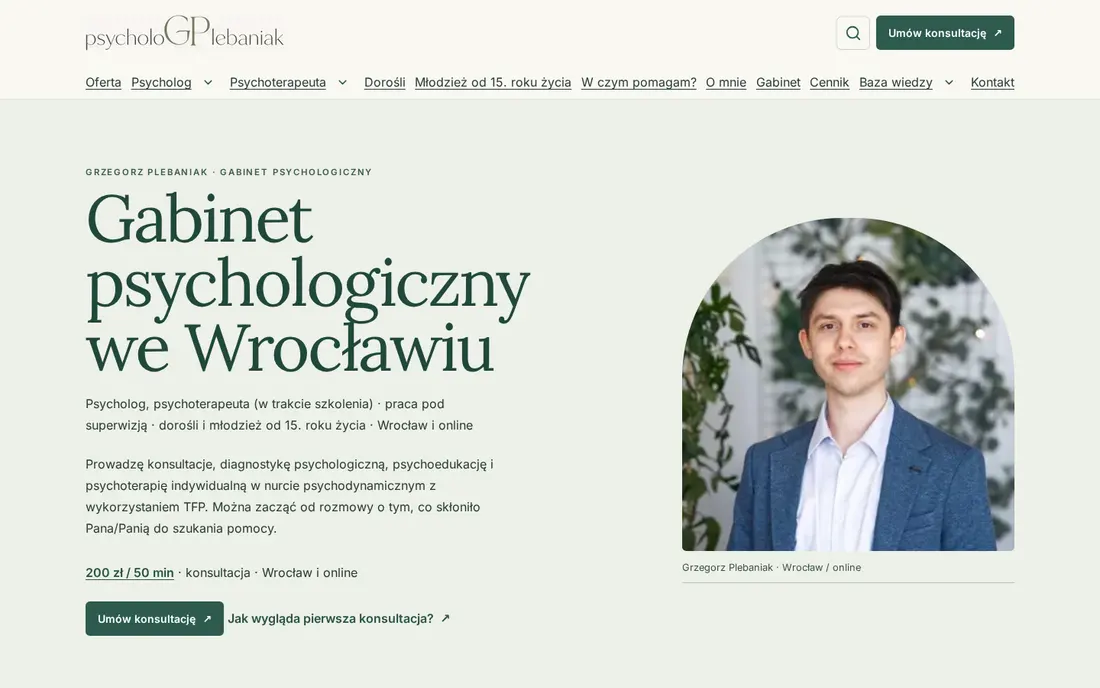 psycholoGPlebaniak
Umów konsultację ↗
Oferta Psycholog Psychoterapeuta Dorośli Młodzież od 15. roku życia W czym pomagam? O mnie Gabinet Cennik Baza wiedzy Kontakt
GRZEGORZ PLEBANIAK · GABINET PSYCHOLOGICZNY
Gabinet
psychologiczny
we Wrocławiu
Psycholog, psychoterapeuta (w trakcie szkolenia) · praca pod
superwizją · dorośli i młodzież od 15. roku życia · Wrocław i online
Prowadzę konsultacje, diagnostykę psychologiczną, psychoedukację i
psychoterapię indywidualną w nurcie psychodynamicznym z
wykorzystaniem TFP. Można zacząć od rozmowy o tym, co skłoniło
Pana/Panią do szukania pomocy.
200 zł / 50 min · konsultacja · Wrocław i online
Umów konsultację ↗ Jak wygląda pierwsza konsultacja? ↗
Grzegorz Plebaniak · Wrocław / online